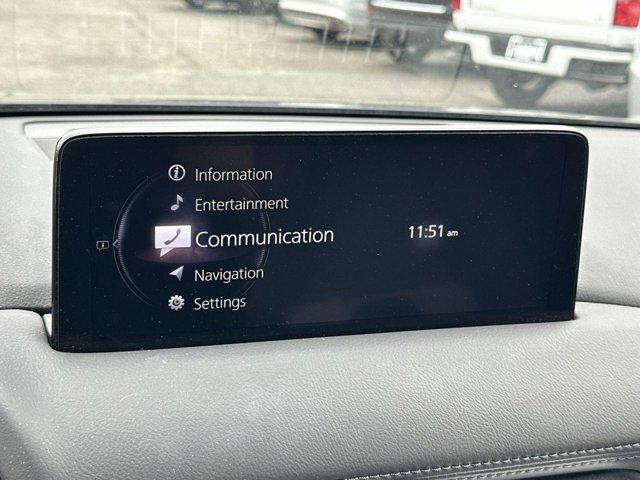 Information
Entertainment
Communication
11:51 am
Navigation
Settings